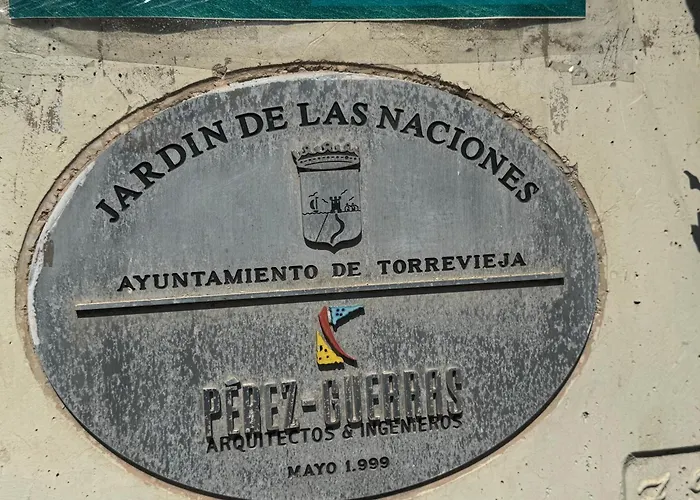 JARDIN DE LAS NACIONES
AYUNTAMIENTO DE TORREVIEJA
PÉREZ-GUERRAS
ARQUITECTOS & INGENIEROS
MAYO 1.999